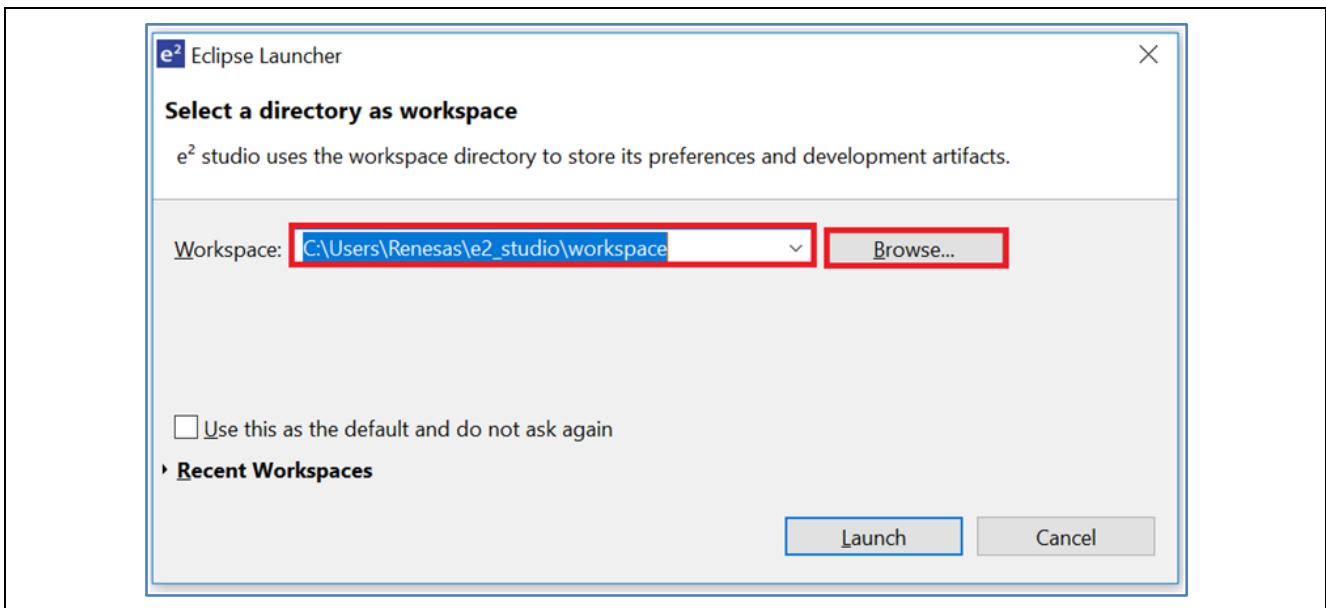 e² Eclipse Launcher
Select a directory as workspace
e² studio uses the workspace directory to store its preferences and development artifacts.
Workspace: C:\Users\Renesas\e2_studio\workspace Browse...
Use this as the default and do not ask again
Recent Workspaces
Launch Cancel